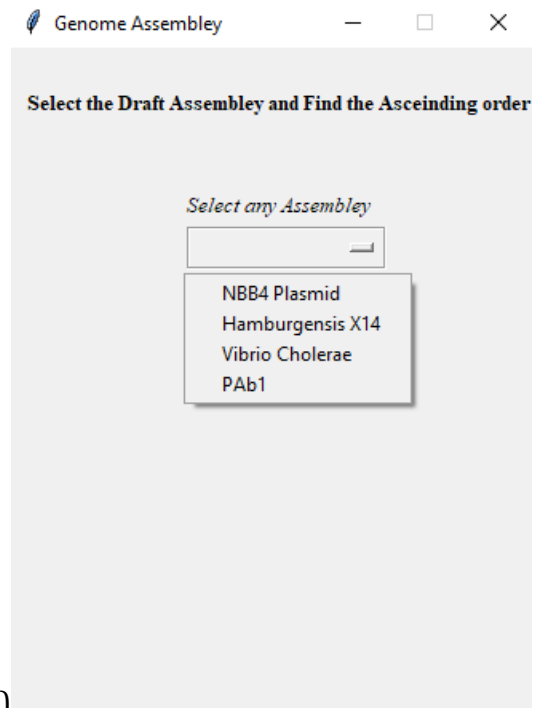 Genome Assembley
Select the Draft Assembley and Find the Asceinding order
Select any Assembley
NBB4 Plasmid
Hamburgensis X14
Vibrio Cholerae
PAb1